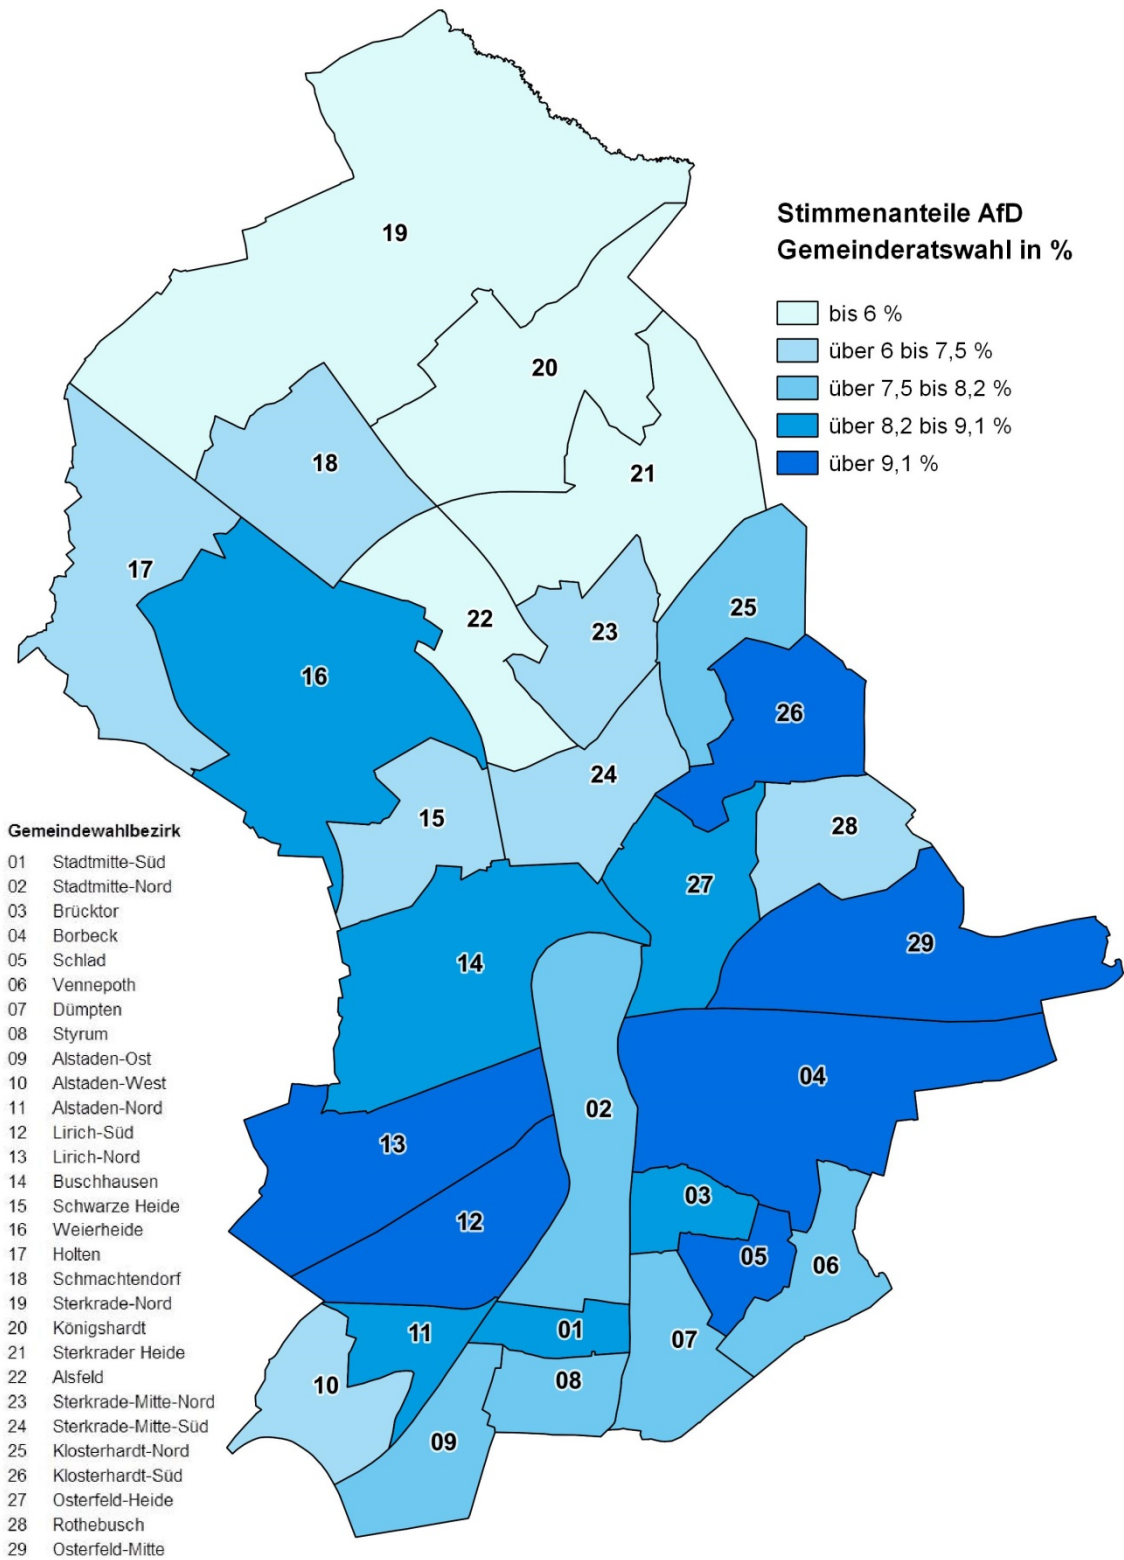 Stimmenanteile AfD
Gemeinderatswahl in %
bis 6 %
über 6 bis 7,5 %
über 7,5 bis 8,2 %
über 8,2 bis 9,1 %
über 9,1 %
19
20
21
18
17
22
23
25
16
26
24
15
28
27
29
14
04
02
13
03
12
05
06
11
01
07
10
08
09
Gemeindewahlbezirk
01 Stadtmitte-Süd
02 Stadtmitte-Nord
03 Brücktor
04 Borbeck
05 Schlad
06 Vennepoth
07 Dümpten
08 Styrum
09 Alstaden-Ost
10 Alstaden-West
11 Alstaden-Nord
12 Lirich-Süd
13 Lirich-Nord
14 Buschhausen
15 Schwarze Heide
16 Weierheide
17 Holten
18 Schmachtendorf
19 Sterkrade-Nord
20 Königshardt
21 Sterkrader Heide
22 Alsfeld
23 Sterkrade-Mitte-Nord
24 Sterkrade-Mitte-Süd
25 Klosterhardt-Nord
26 Klosterhardt-Süd
27 Osterfeld-Heide
28 Rothebusch
29 Osterfeld-Mitte